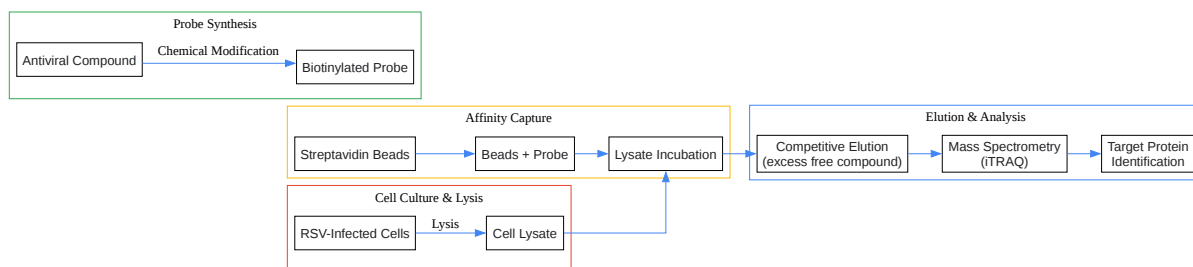 Probe Synthesis
Antiviral Compound
Chemical Modification
Biotinylated Probe
Affinity Capture
Streptavidin Beads
Beads + Probe
Lysate Incubation
Elution & Analysis
Competitive Elution
(excess free compound)
Mass Spectrometry
(iTRAQ)
Target Protein
Identification
Cell Culture & Lysis
RSV-Infected Cells
Lysis
Cell Lysate